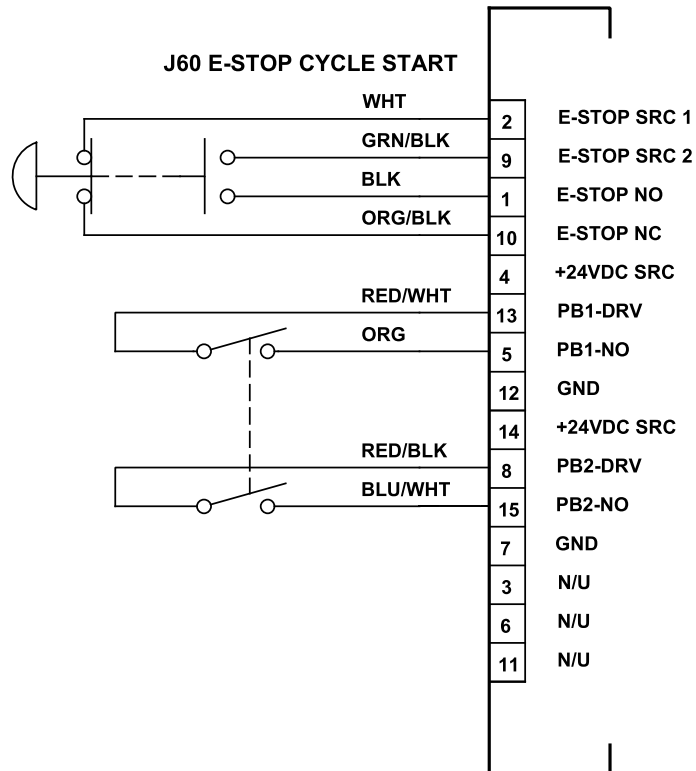 J60 E-STOP CYCLE START
WHT 2 E-STOP SRC 1
GRN/BLK 9 E-STOP SRC 2
BLK 1 E-STOP NO
ORG/BLK 10 E-STOP NC
4 +24VDC SRC
RED/WHT 13 PB1-DRV
ORG 5 PB1-NO
12 GND
14 +24VDC SRC
RED/BLK 8 PB2-DRV
BLU/WHT 15 PB2-NO
7 GND
3 N/U
6 N/U
11 N/U